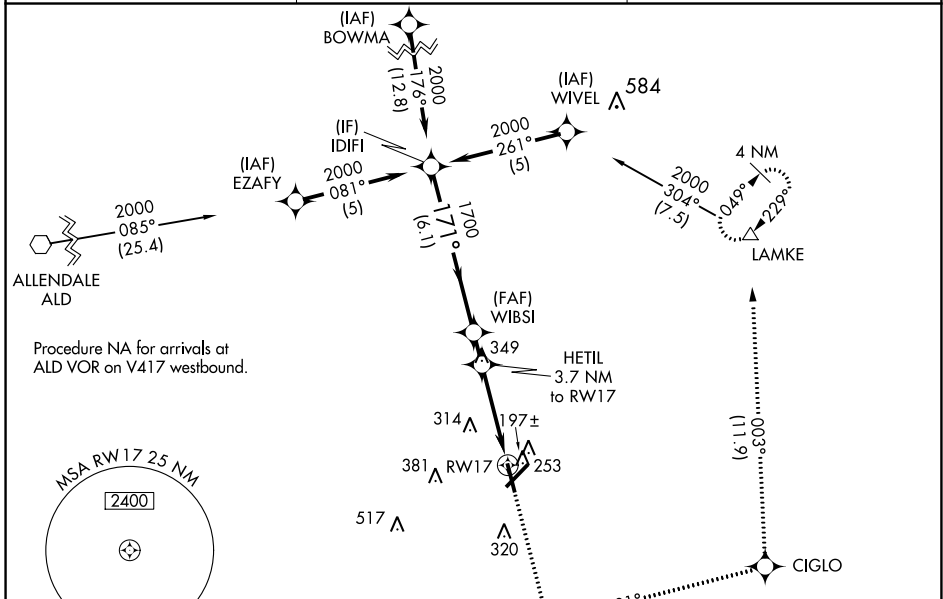 (IAF)
BOWMA
2000
176°
(12.8)
(IAF)
WIVEL
584
2000
261°
(5)
(IF)
IDIFI
(IAF)
EZAFY
2000
081°
(5)
2000
085°
(25.4)
ALLENDALE
ALD
1700
171°
(6.1)
4 NM
049°
229°
2000
304°
(7.5)
LAMKE
(FAF)
WIBSI
349
HETIL
3.7 NM
to RW17
Procedure NA for arrivals at
ALD VOR on V417 westbound.
314
197±
381
RW17
253
517
320
003°
(11.9)
CIGLO
MSA RW17 25 NM
2400